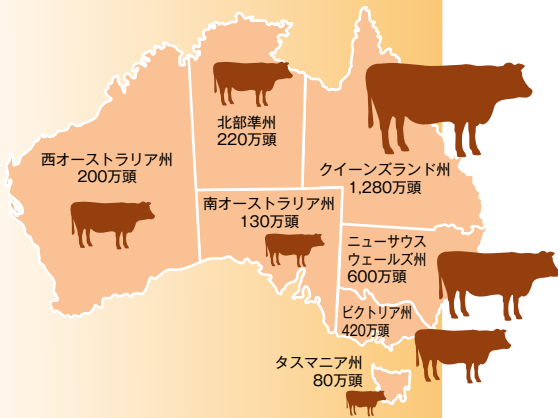 北部準州
220万頭
西オーストラリア州
200万頭
クイーンズランド州
1,280万頭
南オーストラリア州
130万頭
ニューサウス
ウェールズ州
600万頭
ビクトリア州
420万頭
タスマニア州
80万頭